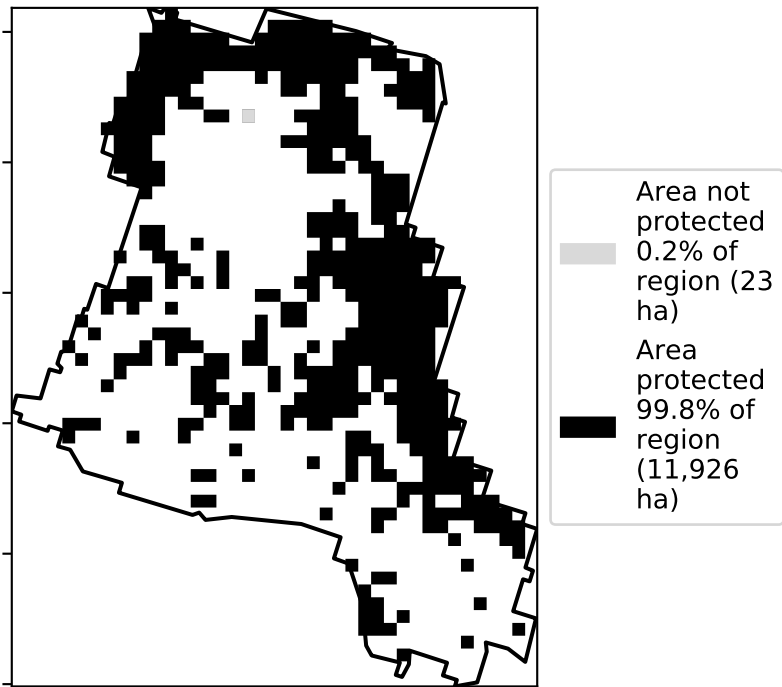 Area not
protected
0.2% of
region (23
ha)
Area
protected
99.8% of
region
(11,926
ha)